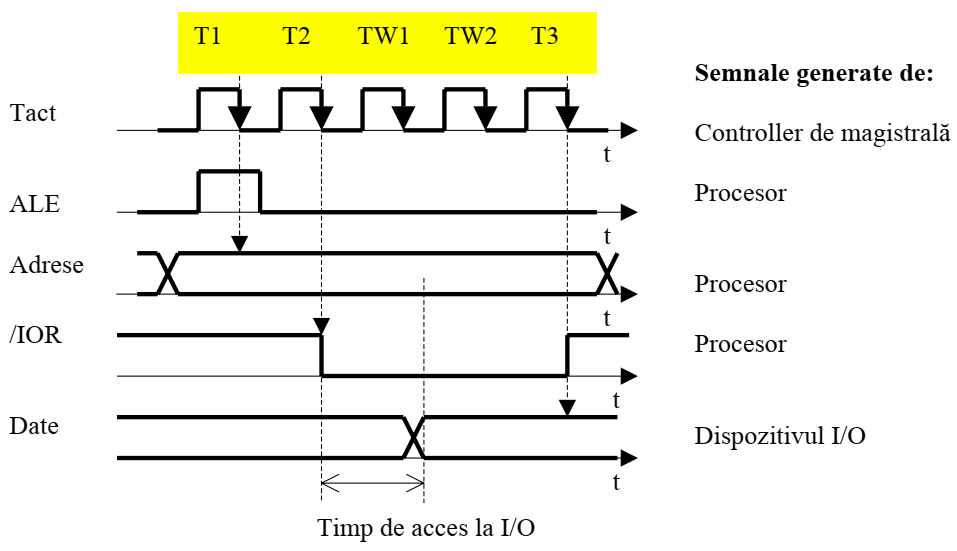 T1 T2 TW1 TW2 T3
Semnale generate de:
Tact
t
Controller de magistrală
ALE
t
Procesor
Adrese
t
Procesor
/IOR
t
Procesor
Date
t
Dispozitivul I/O
Timp de acces la I/O